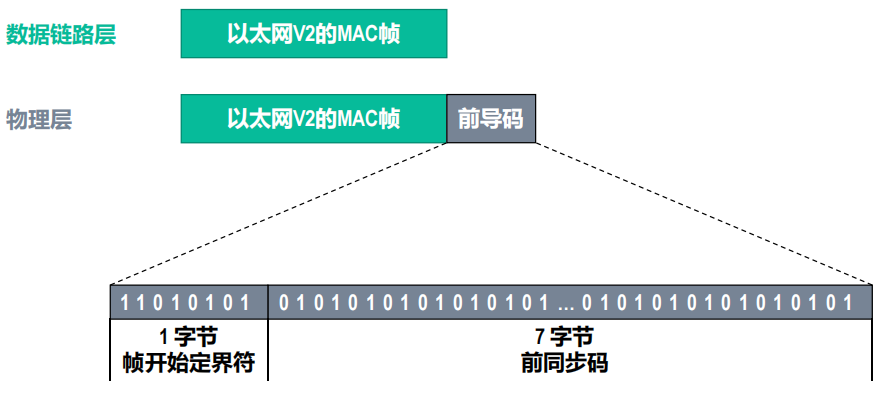 数据链路层
以太网V2的MAC帧
物理层
以太网V2的MAC帧
前导码
1 1 0 1 0 1 0 1
0 1 0 1 0 1 0 1 0 1 0 1 0 1 0 1 ... 0 1 0 1 0 1 0 1 0 1 0 1 0 1 0 1
1 字节
帧开始定界符
7 字节
前同步码